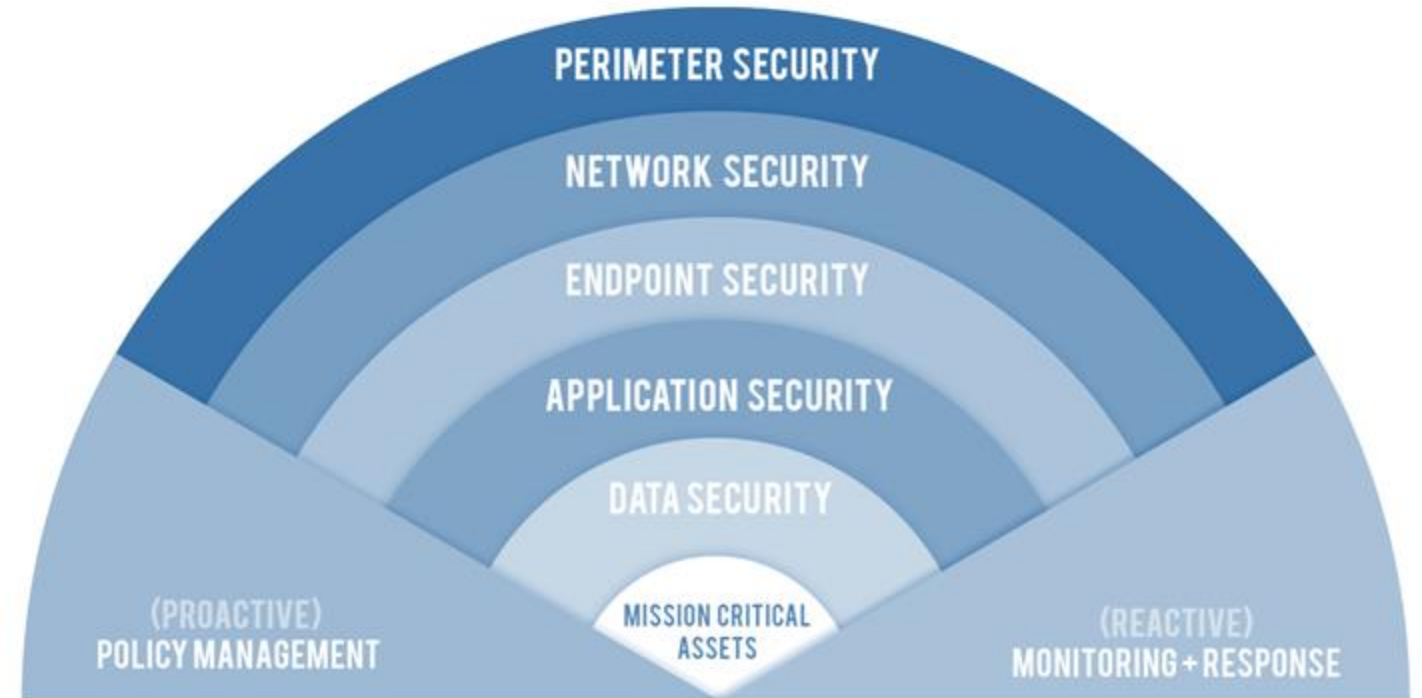 PERIMETER SECURITY
NETWORK SECURITY
ENDPOINT SECURITY
APPLICATION SECURITY
DATA SECURITY
MISSION CRITICAL
ASSETS
(PROACTIVE)
POLICY MANAGEMENT
(REACTIVE)
MONITORING + RESPONSE